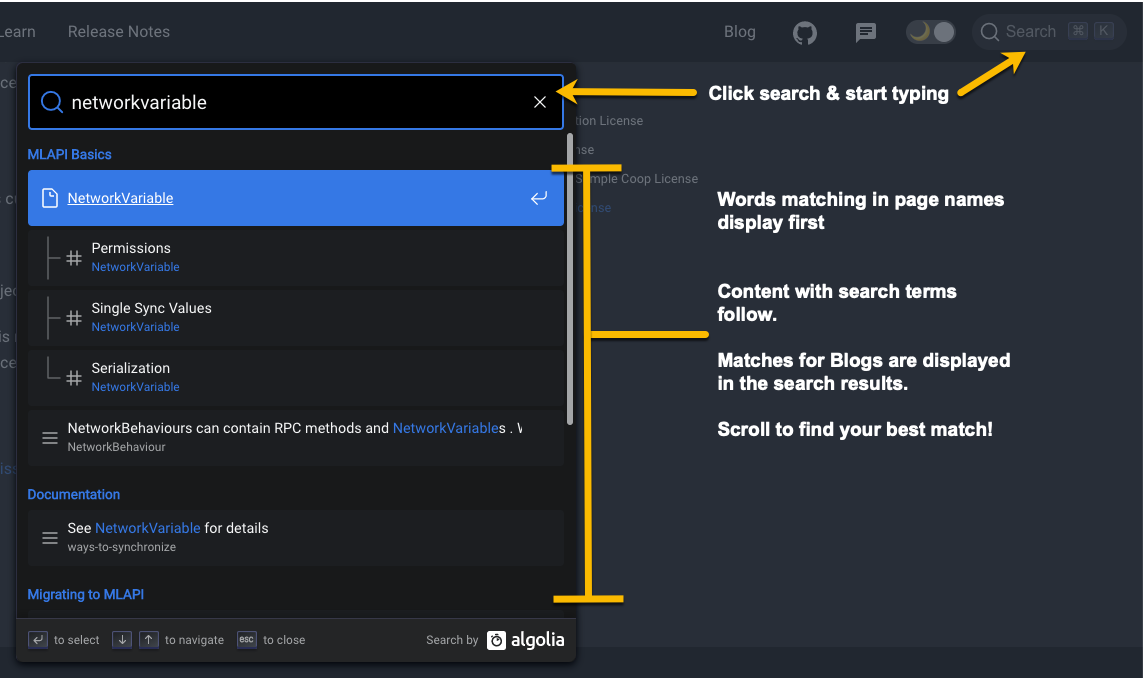 Learn Release Notes Blog Search ⌘ K
networkvariable
Click search & start typing
tion License
MLAPI Basics
nse
NetworkVariable
Sample Coop License
cense
Words matching in page names
display first
Permissions
NetworkVariable
Single Sync Values
NetworkVariable
Content with search terms
follow.
Serialization
NetworkVariable
Matches for Blogs are displayed
in the search results.
NetworkBehaviours can contain RPC methods and NetworkVariables . W
NetworkBehaviour
Scroll to find your best match!
Documentation
See NetworkVariable for details
ways-to-synchronize
Migrating to MLAPI
to select to navigate esc to close Search by algolia